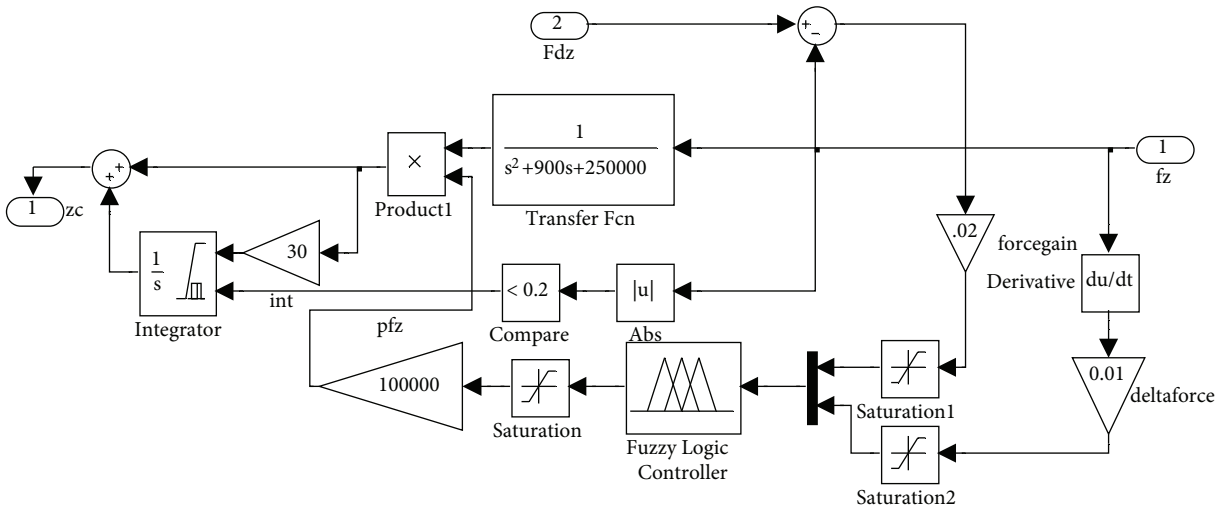 2
Fdz
+
-
1
s² +900s+250000
Transfer Fcn
×
Product1
1
fz
+
+
1
zc
30
int
1
s
Integrator
< 0.2
Compare
|u|
Abs
.02
forcegain
Derivative
du/dt
pfz
100000
Saturation
Fuzzy Logic
Controller
Saturation1
Saturation2
0.01
deltaforce